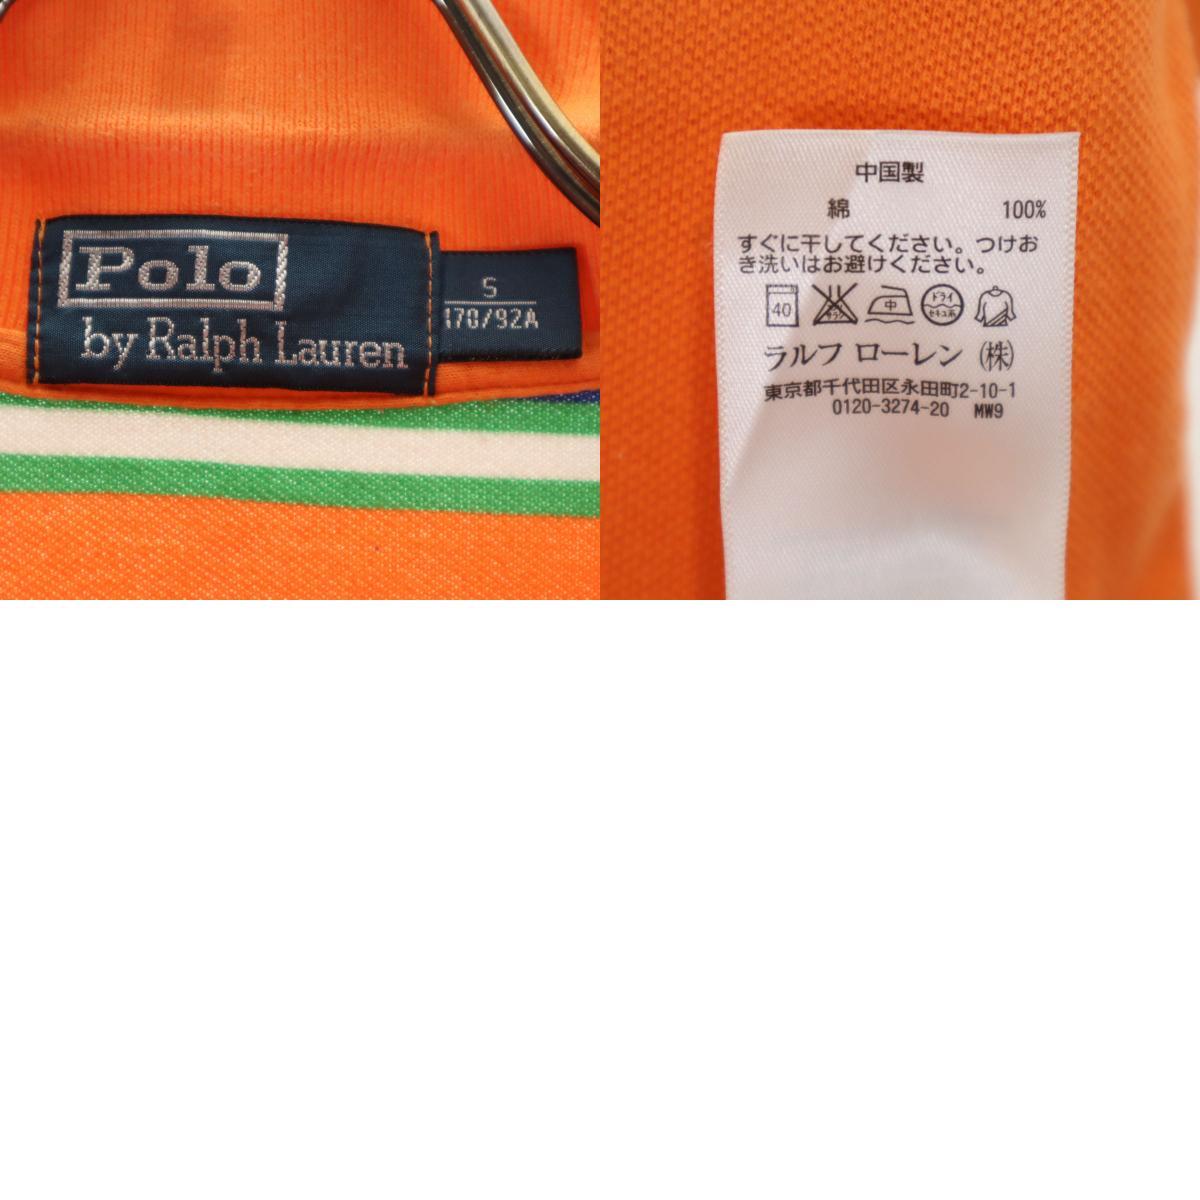 Polo
by Ralph Lauren
S
170/92A
中国製
綿 100%
すぐに干してください。つけお
き洗いはお避けください。
40 中 ドライ
ラルフ ローレン (株)
東京都千代田区永田町2-10-1
0120-3274-20 MW9